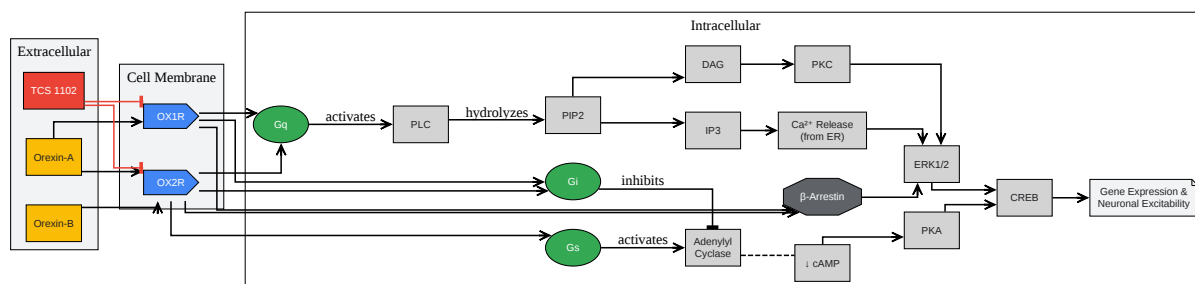 Extracellular
Cell Membrane
Intracellular
TCS 1102
Orexin-A
Orexin-B
OX1R
OX2R
Gq
activates
PLC
hydrolyzes
PIP2
DAG
PKC
IP3
Ca²⁺ Release
(from ER)
ERK1/2
Gi
inhibits
β-Arrestin
CREB
Gene Expression &
Neuronal Excitability
Gs
activates
Adenylyl
Cyclase
↓ cAMP
PKA